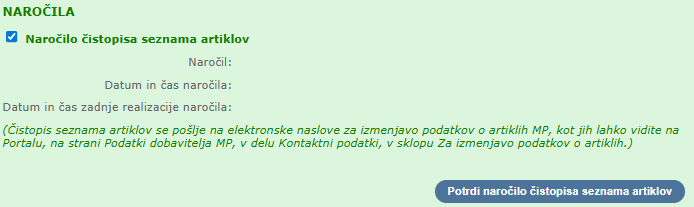 NAROČILA
Naročilo čistopisa seznama artiklov
Naročil:
Datum in čas naročila:
Datum in čas zadnje realizacije naročila:
(Čistopis seznama artiklov se pošlje na elektronske naslove za izmenjavo podatkov o artiklih MP, kot jih lahko vidite na
Portalu, na strani Podatki dobavitelja MP, v delu Kontaktni podatki, v sklopu Za izmenjavo podatkov o artiklih.)
Potrdi naročilo čistopisa seznama artiklov